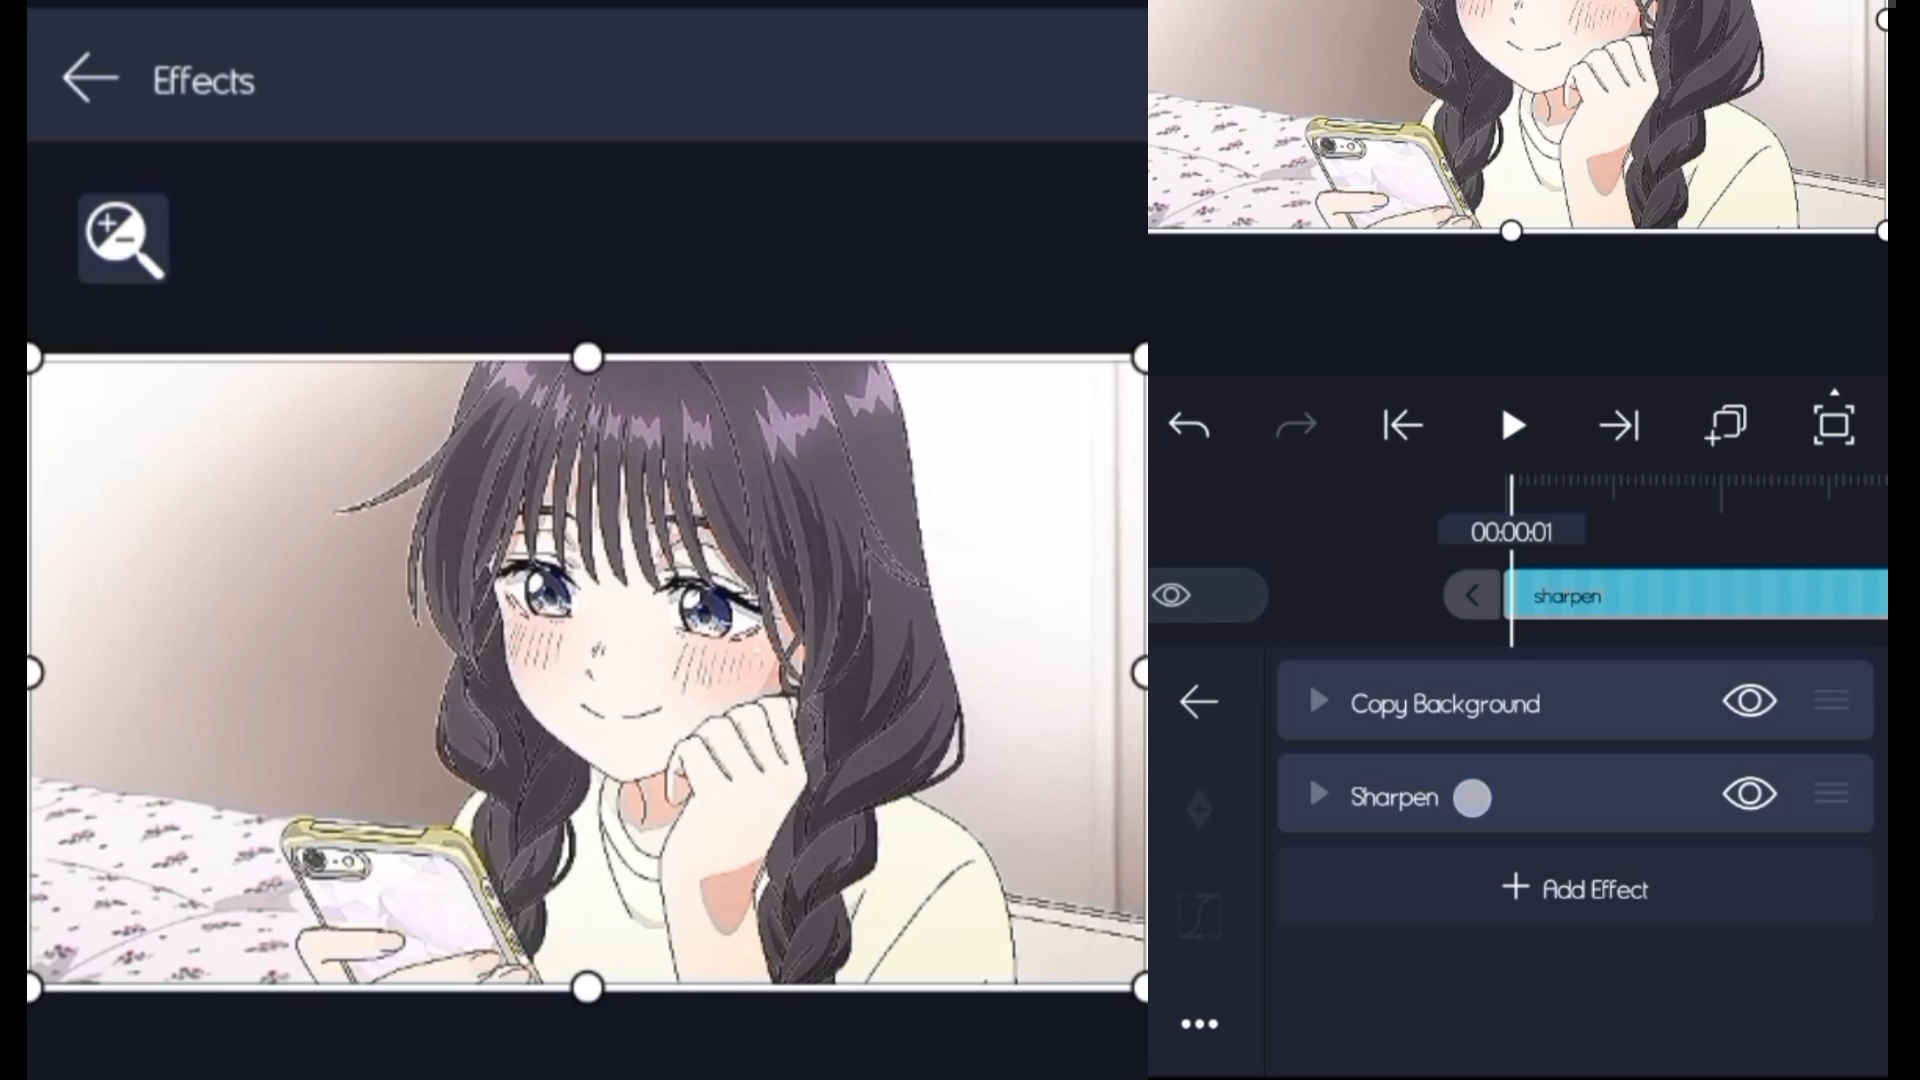 Effects
00:00:01
sharpen
Copy Background
Sharpen
+ Add Effect